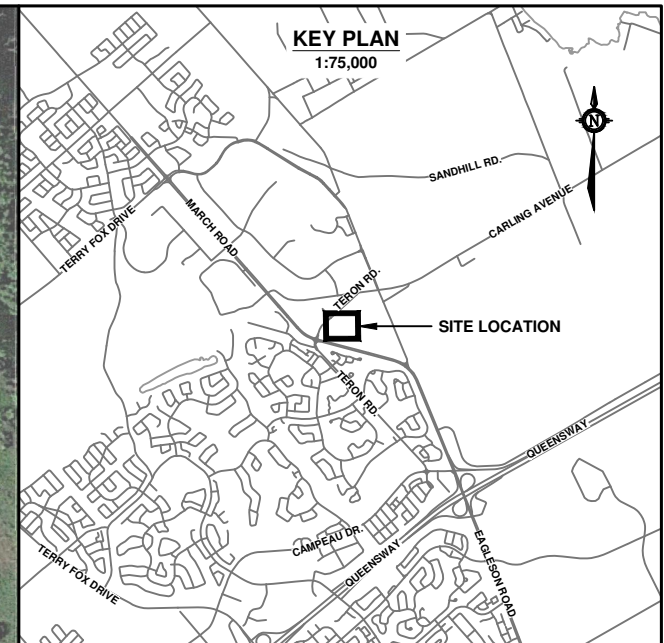 KEY PLAN
1:75,000
N
SANDHILL RD.
CARLING AVENUE
TERRY FOX DRIVE
MARCH ROAD
TERON RD.
SITE LOCATION
TERON RD.
QUEENSWAY
CAMPEAU DR.
QUEENSWAY
EAGLESON ROAD
TERRY FOX DRIVE